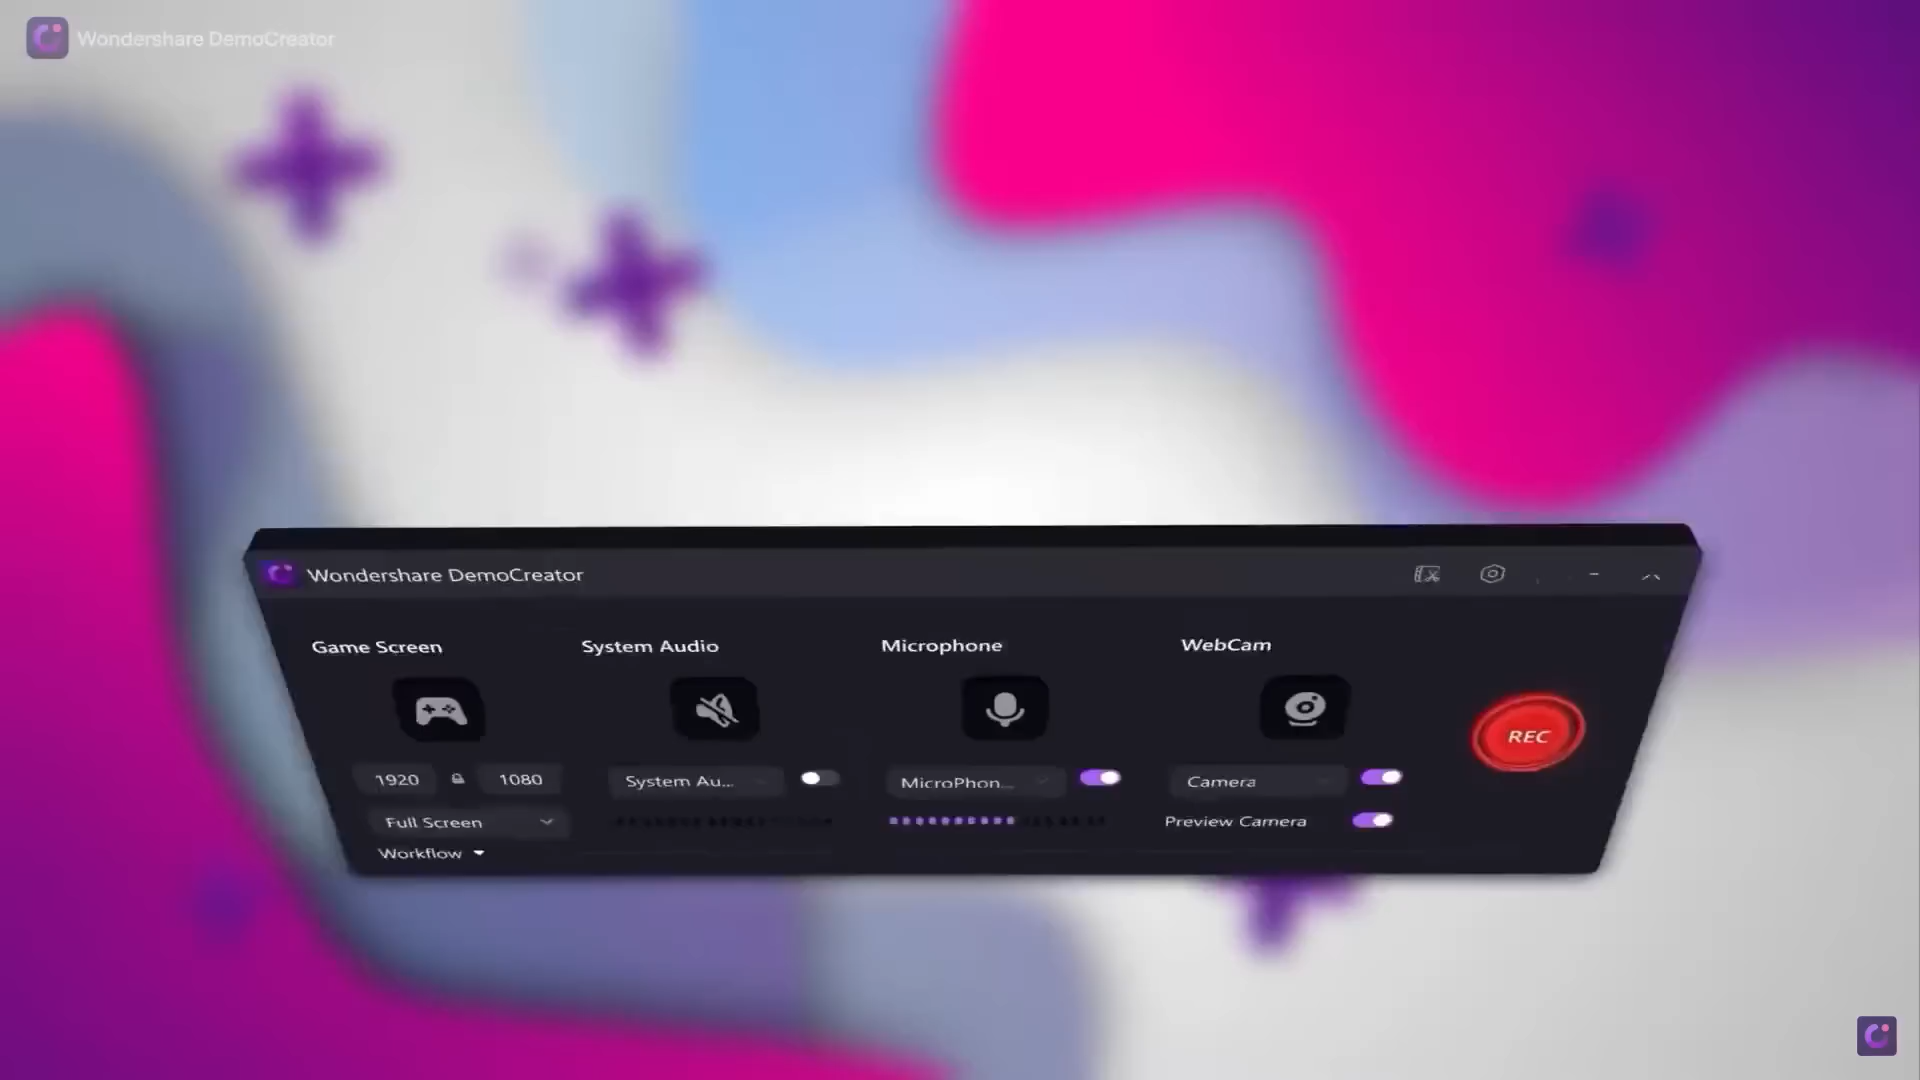 Wondershare DemoCreator
Wondershare DemoCreator
Game Screen
System Audio
Microphone
WebCam
REC
1920
1080
System Au...
MicroPhon...
Camera
Full Screen
Preview Camera
Workflow